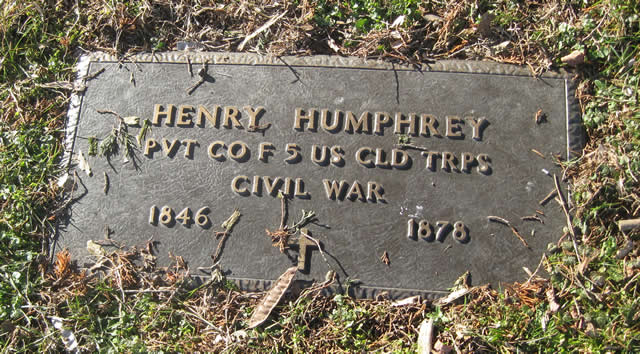 HENRY HUMPHREY
PVT CO F 5 US CLD TRPS
CIVIL WAR
1846 1878